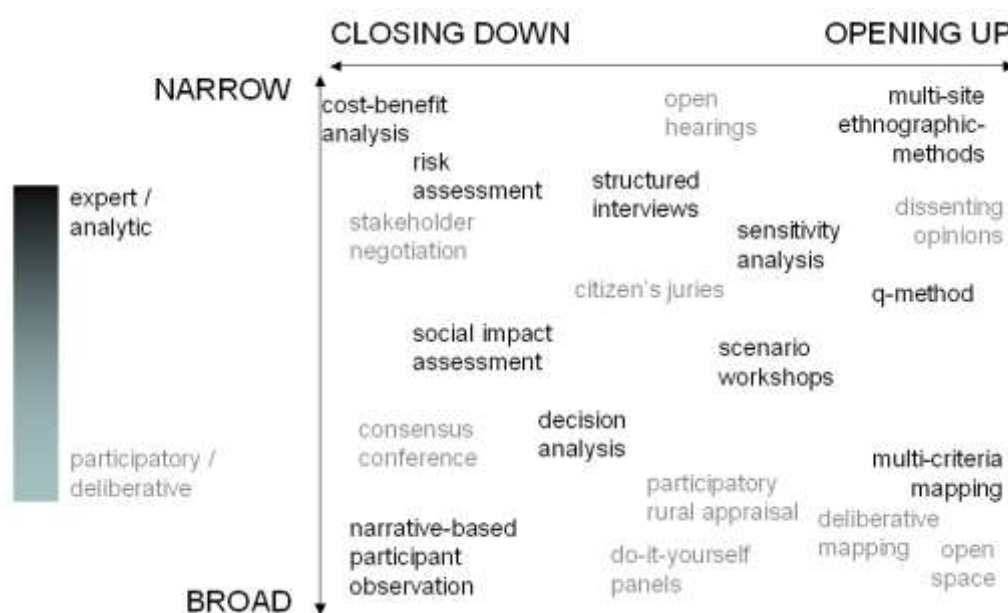 CLOSING DOWN
OPENING UP
NARROW
cost-benefit
analysis
open
hearings
multi-site
ethnographic-
methods
risk
assessment
structured
interviews
expert /
analytic
stakeholder
negotiation
dissenting
opinions
sensitivity
analysis
citizen's juries
q-method
social impact
assessment
scenario
workshops
consensus
conference
decision
analysis
participatory /
deliberative
multi-criteria
mapping
participatory
rural appraisal
deliberative
mapping
open
space
narrative-based
participant
observation
do-it-yourself
panels
BROAD